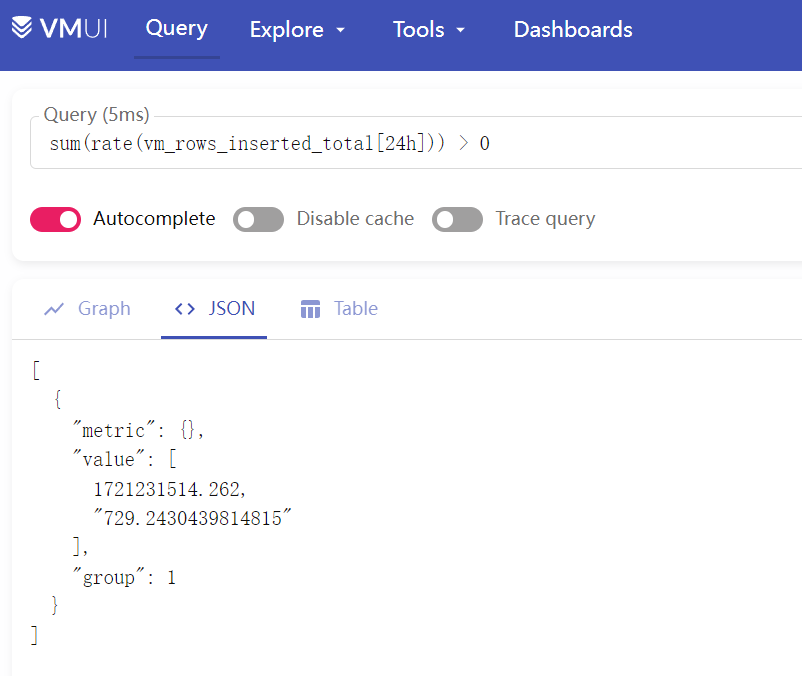 VMUI Query Explore Tools Dashboards
Query (5ms)
sum(rate(vm_rows_inserted_total[24h])) > 0
Autocomplete Disable cache Trace query
Graph <> JSON Table
[
{
"metric": {},
"value": [
1721231514.262,
"729.2430439814815"
],
"group": 1
}
]